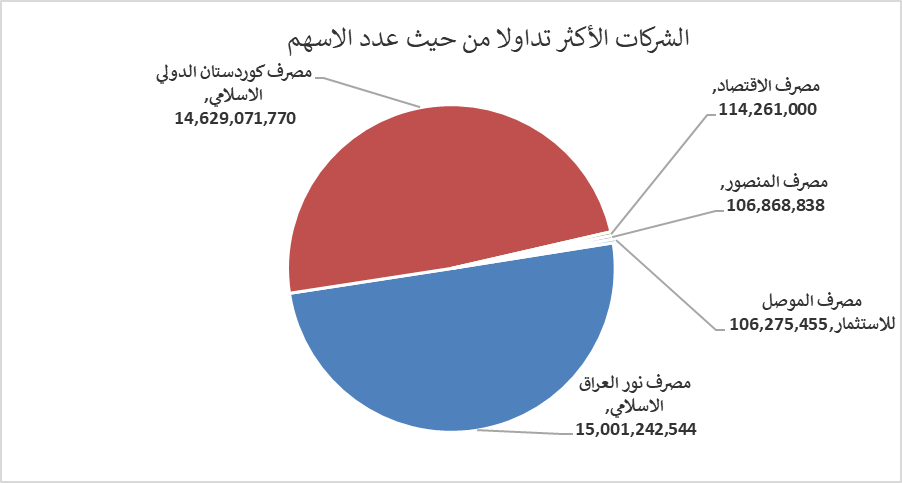 الشركات الأكثر تداولا من حيث عدد الاسهم
مصرف كوردستان الدولي
الاسلامي,
14,629,071,770
مصرف الاقتصاد,
114,261,000
مصرف المنصور,
106,868,838
مصرف الموصل
للاستثمار, 106,275,455
مصرف نور العراق
الاسلامي,
15,001,242,544